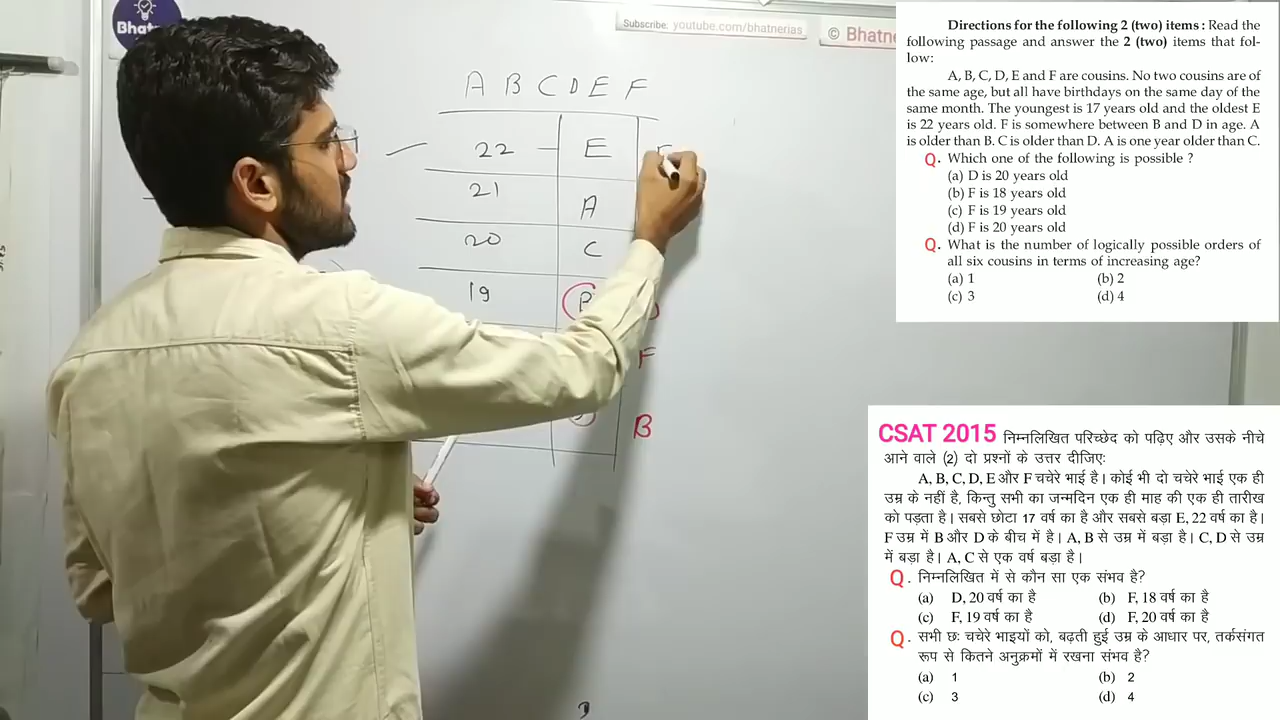 Bhat
Subscribe. youtube.com/bhatnerias
© Bhatne
A B C D E F
22 E
21 A
20 C
19
F
B
Directions for the following 2 (two) items : Read the
following passage and answer the 2 (two) items that fol-
low:
A, B, C, D, E and F are cousins. No two cousins are of
the same age, but all have birthdays on the same day of the
same month. The youngest is 17 years old and the oldest E
is 22 years old. F is somewhere between B and D in age. A
is older than B. C is older than D. A is one year older than C.
Q. Which one of the following is possible ?
(a) D is 20 years old
(b) F is 18 years old
(c) F is 19 years old
(d) F is 20 years old
Q. What is the number of logically possible orders of
all six cousins in terms of increasing age?
(a) 1 (b) 2
(c) 3 (d) 4
CSAT 2015 निम्नलिखित परिच्छेद को पढ़िए और उसके नीचे
आने वाले (2) दो प्रश्नों के उत्तर दीजिए:
A, B, C, D, E और F चचेरे भाई है। कोई भी दो चचेरे भाई एक ही
उम्र के नहीं है, किन्तु सभी का जन्मदिन एक ही माह की एक ही तारीख
को पड़ता है। सबसे छोटा 17 वर्ष का है और सबसे बड़ा E, 22 वर्ष का है।
F उम्र में B और D के बीच में है। A, B से उम्र में बड़ा है। C, D से उम्र
में बड़ा है। A, C से एक वर्ष बड़ा है।
Q. निम्नलिखित में से कौन सा एक संभव है?
(a) D, 20 वर्ष का है (b) F, 18 वर्ष का है
(c) F, 19 वर्ष का है (d) F, 20 वर्ष का है
Q. सभी छः चचेरे भाइयों को, बढ़ती हुई उम्र के आधार पर, तर्कसंगत
रूप से कितने अनुक्रमों में रखना संभव है?
(a) 1 (b) 2
(c) 3 (d) 4